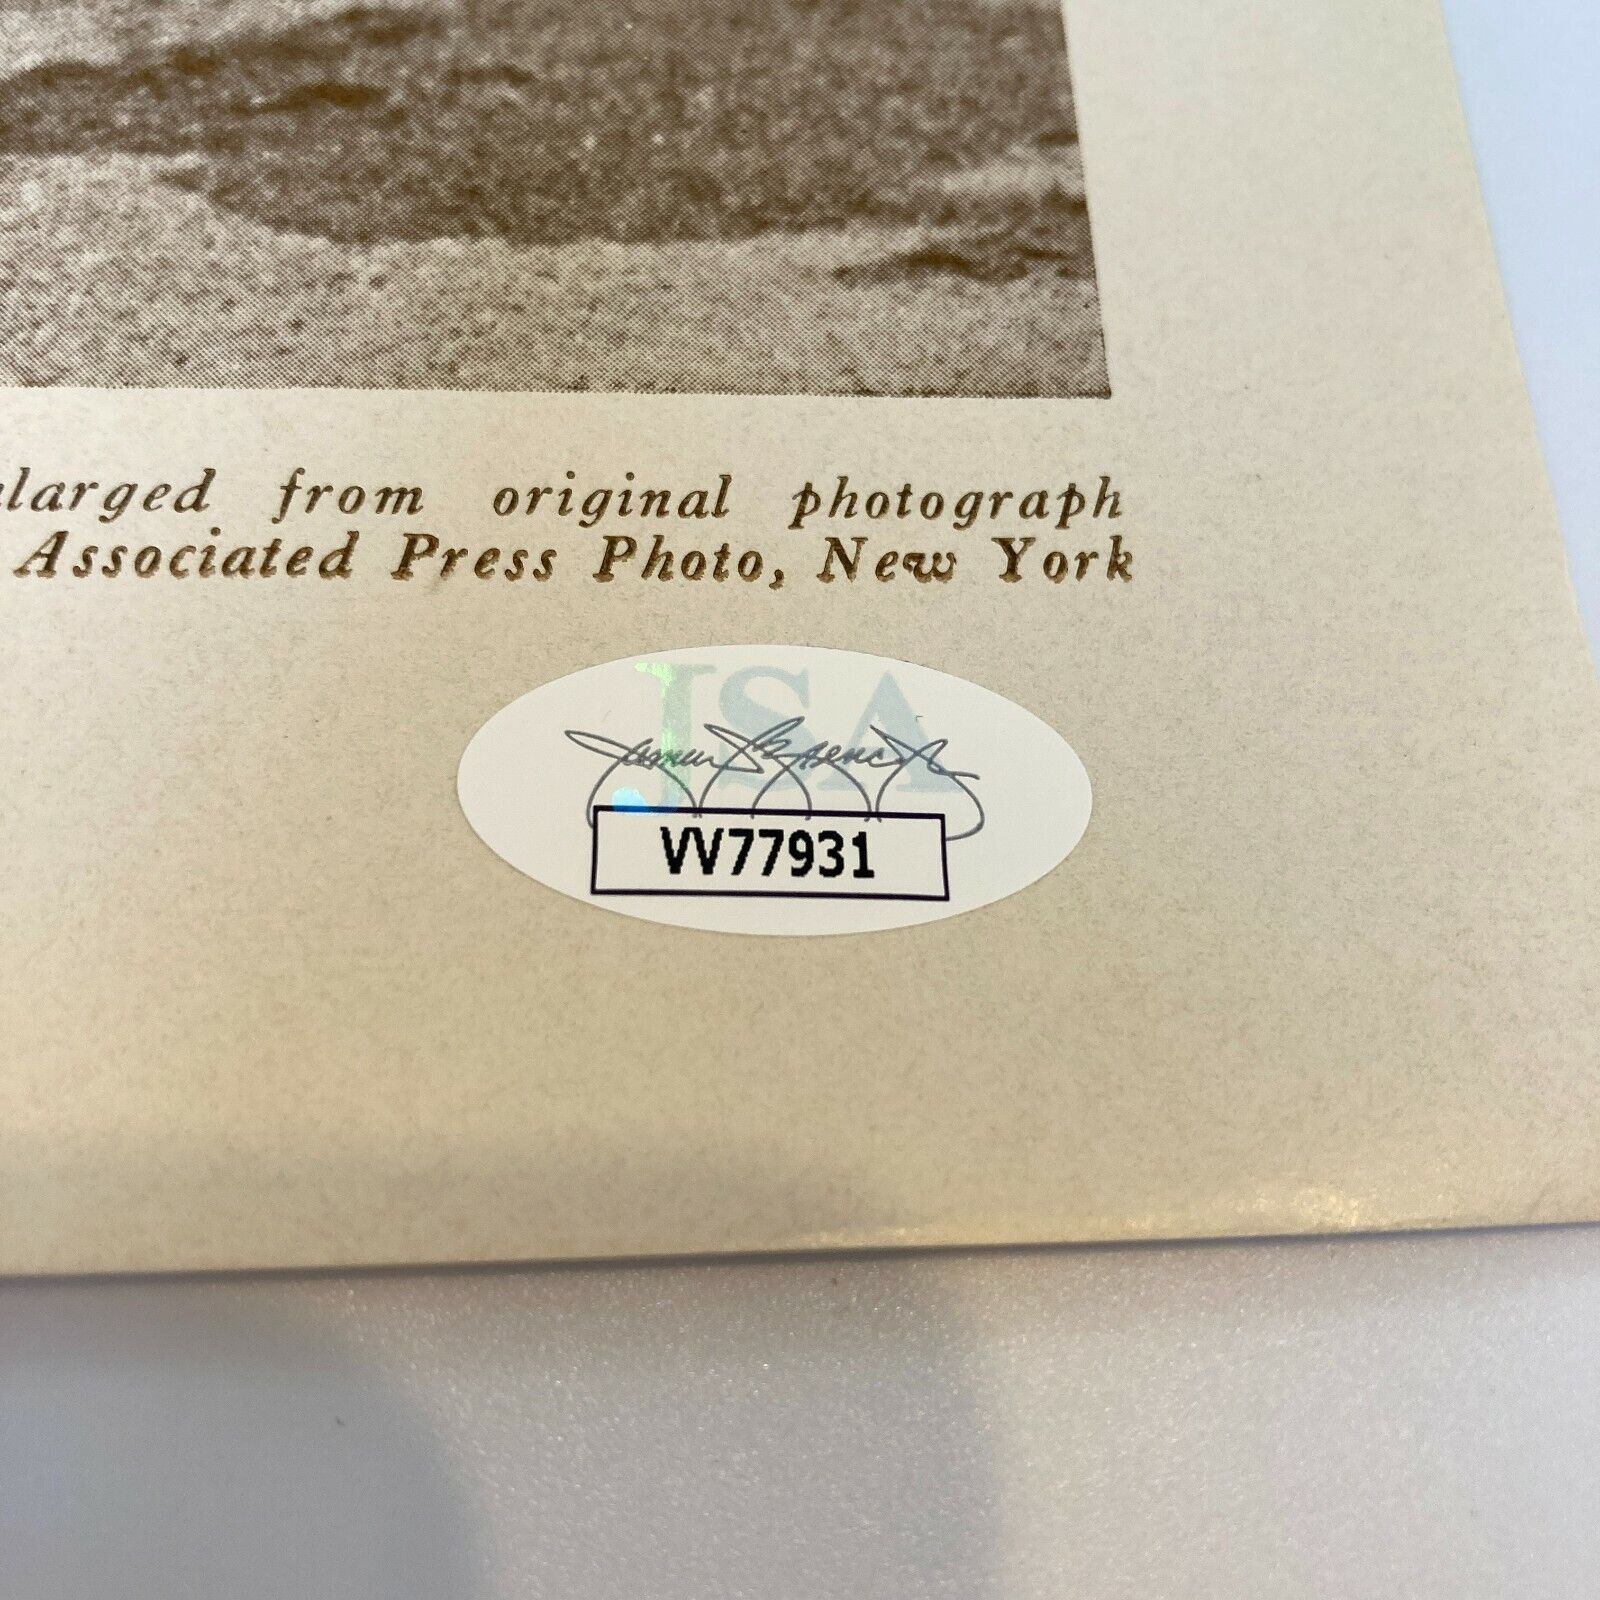 larged from original photograph
Associated Press Photo, New York
JSA
VV77931